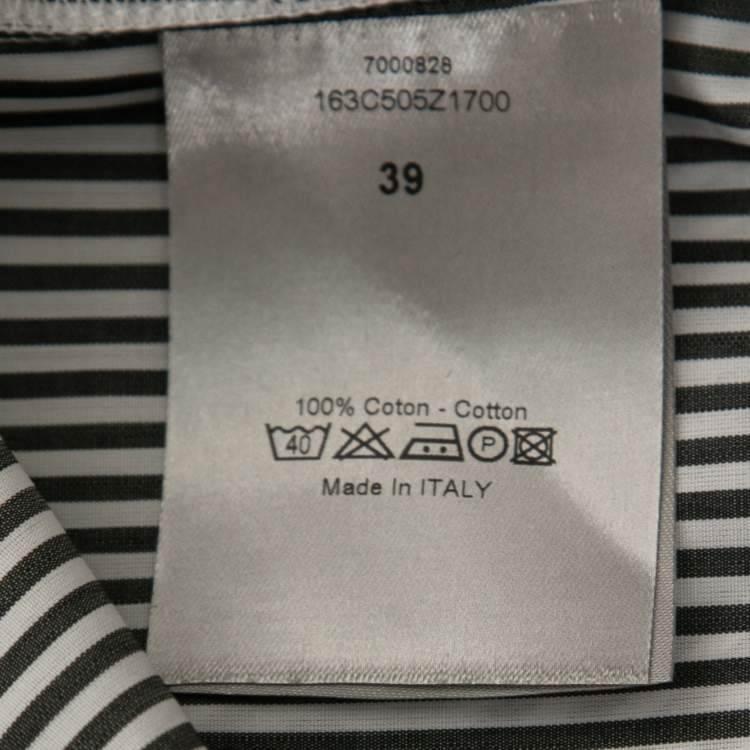 7000828
163C505Z1700
39
100% Coton - Cotton
40 P
Made In ITALY